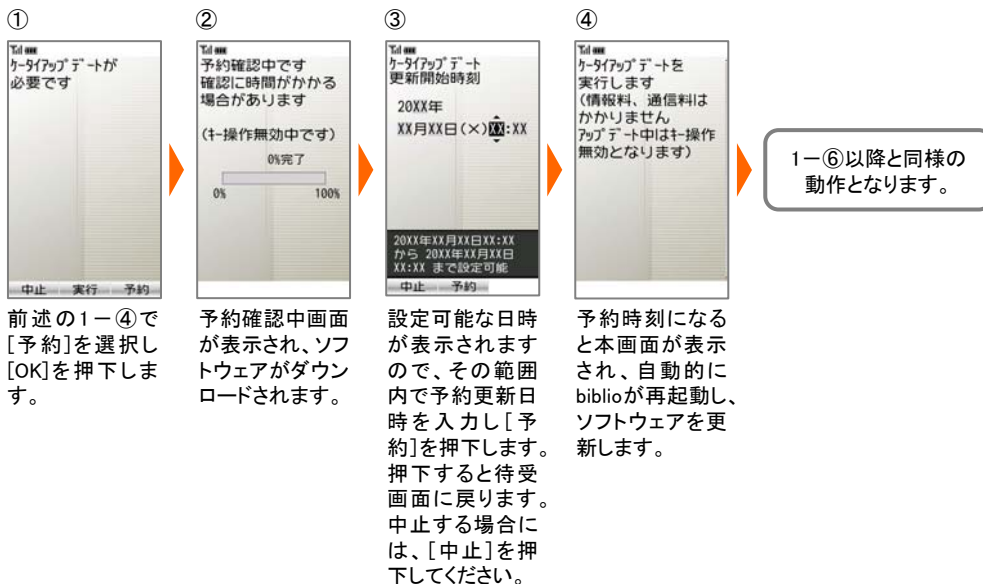 ①
ｹｰﾀｲｱｯﾌﾟﾃﾞｰﾄが
必要です
中止 実行 予約
前述の1－④で
[予約]を選択し
[OK]を押下しま
す。
②
予約確認中です
確認に時間がかかる
場合があります
(ｷｰ操作無効中です)
0%完了
0% 100%
予約確認中画面
が表示され、ソフ
トウェアがダウン
ロードされます。
③
ｹｰﾀｲｱｯﾌﾟﾃﾞｰﾄ
更新開始時刻
20XX年
XX月XX日(×)XX:XX
20XX年XX月XX日XX:XX
から 20XX年XX月XX日
XX:XX まで設定可能
中止 予約
設定可能な日時
が表示されます
ので、その範囲
内で予約更新日
時を入力し[予
約]を押下します。
押下すると待受
画面に戻ります。
中止する場合に
は、[中止]を押
下してください。
④
ｹｰﾀｲｱｯﾌﾟﾃﾞｰﾄを
実行します
(情報料、通信料は
かかりません
ｱｯﾌﾟﾃﾞｰﾄ中はｷｰ操作
無効となります)
予約時刻になる
と本画面が表示
され、自動的に
biblioが再起動し、
ソフトウェアを更
新します。
1－⑥以降と同様の
動作となります。